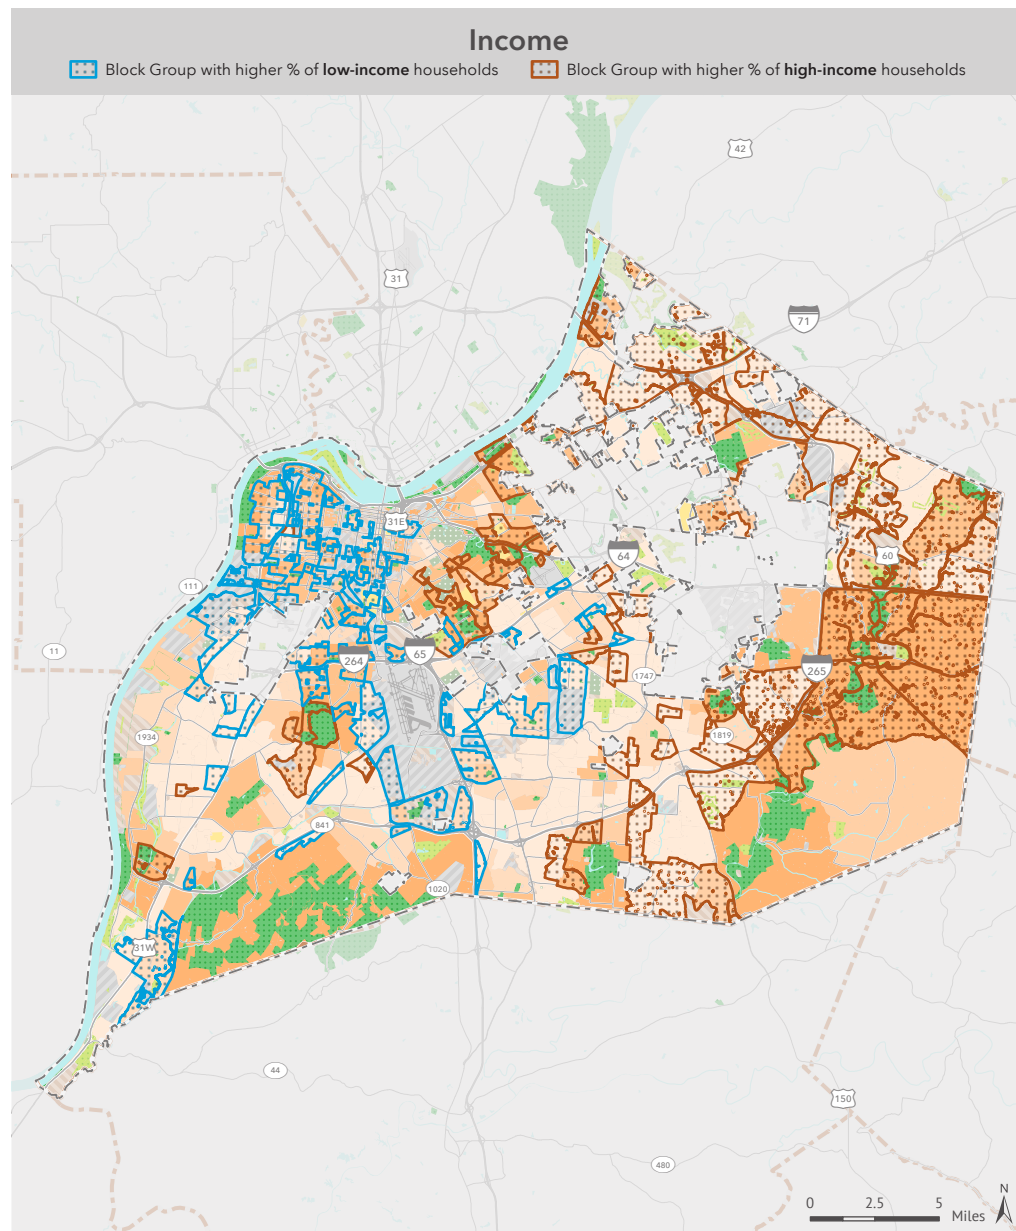 Income
Block Group with higher % of low-income households
Block Group with higher % of high-income households
42
31
71
31E
64
60
111
11
264
65
1747
265
1934
1819
841
1020
31W
44
150
480
N
0 2.5 5
Miles